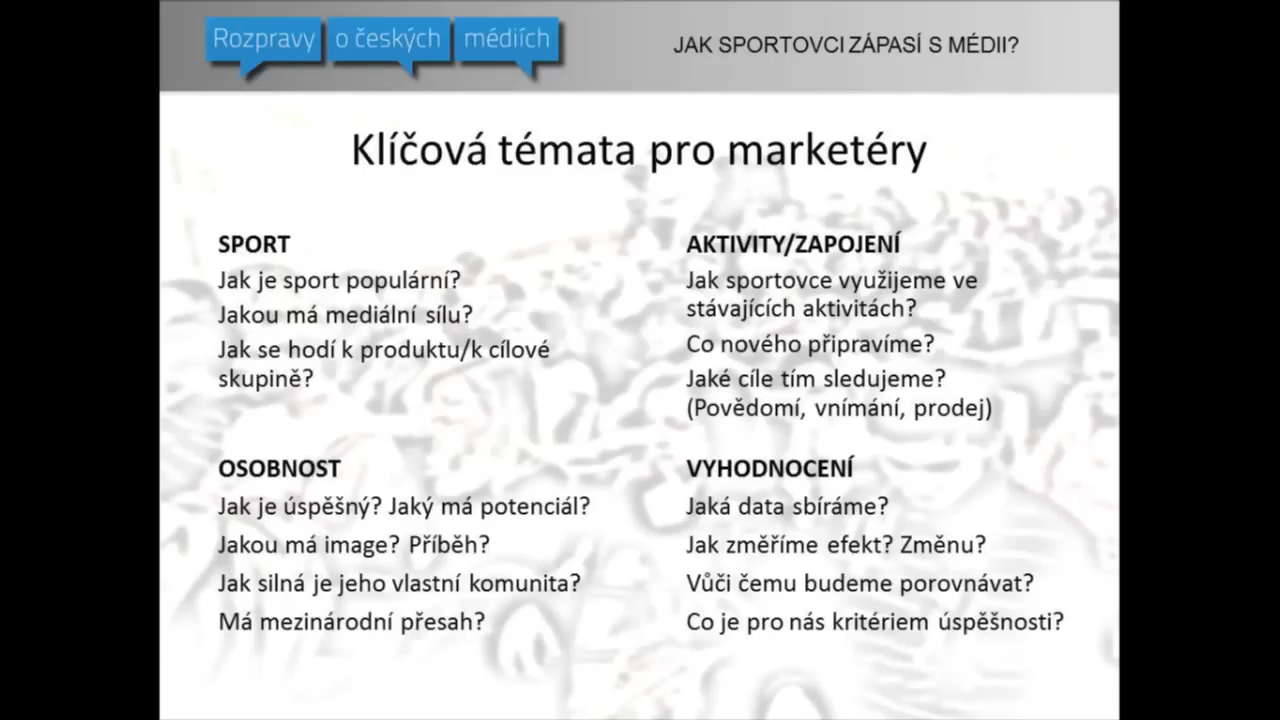 Rozpravy o českých médiích
JAK SPORTOVCI ZÁPASÍ S MÉDII?
Klíčová témata pro marketéry
SPORT
Jak je sport populární?
Jakou má mediální sílu?
Jak se hodí k produktu/k cílové
skupině?
OSOBNOST
Jak je úspěšný? Jaký má potenciál?
Jakou má image? Příběh?
Jak silná je jeho vlastní komunita?
Má mezinárodní přesah?
AKTIVITY/ZAPOJENÍ
Jak sportovce využijeme ve
stávajících aktivitách?
Co nového připravíme?
Jaké cíle tím sledujeme?
(Povědomí, vnímání, prodej)
VYHODNOCENÍ
Jaká data sbíráme?
Jak změříme efekt? Změnu?
Vůči čemu budeme porovnávat?
Co je pro nás kritériem úspěšnosti?